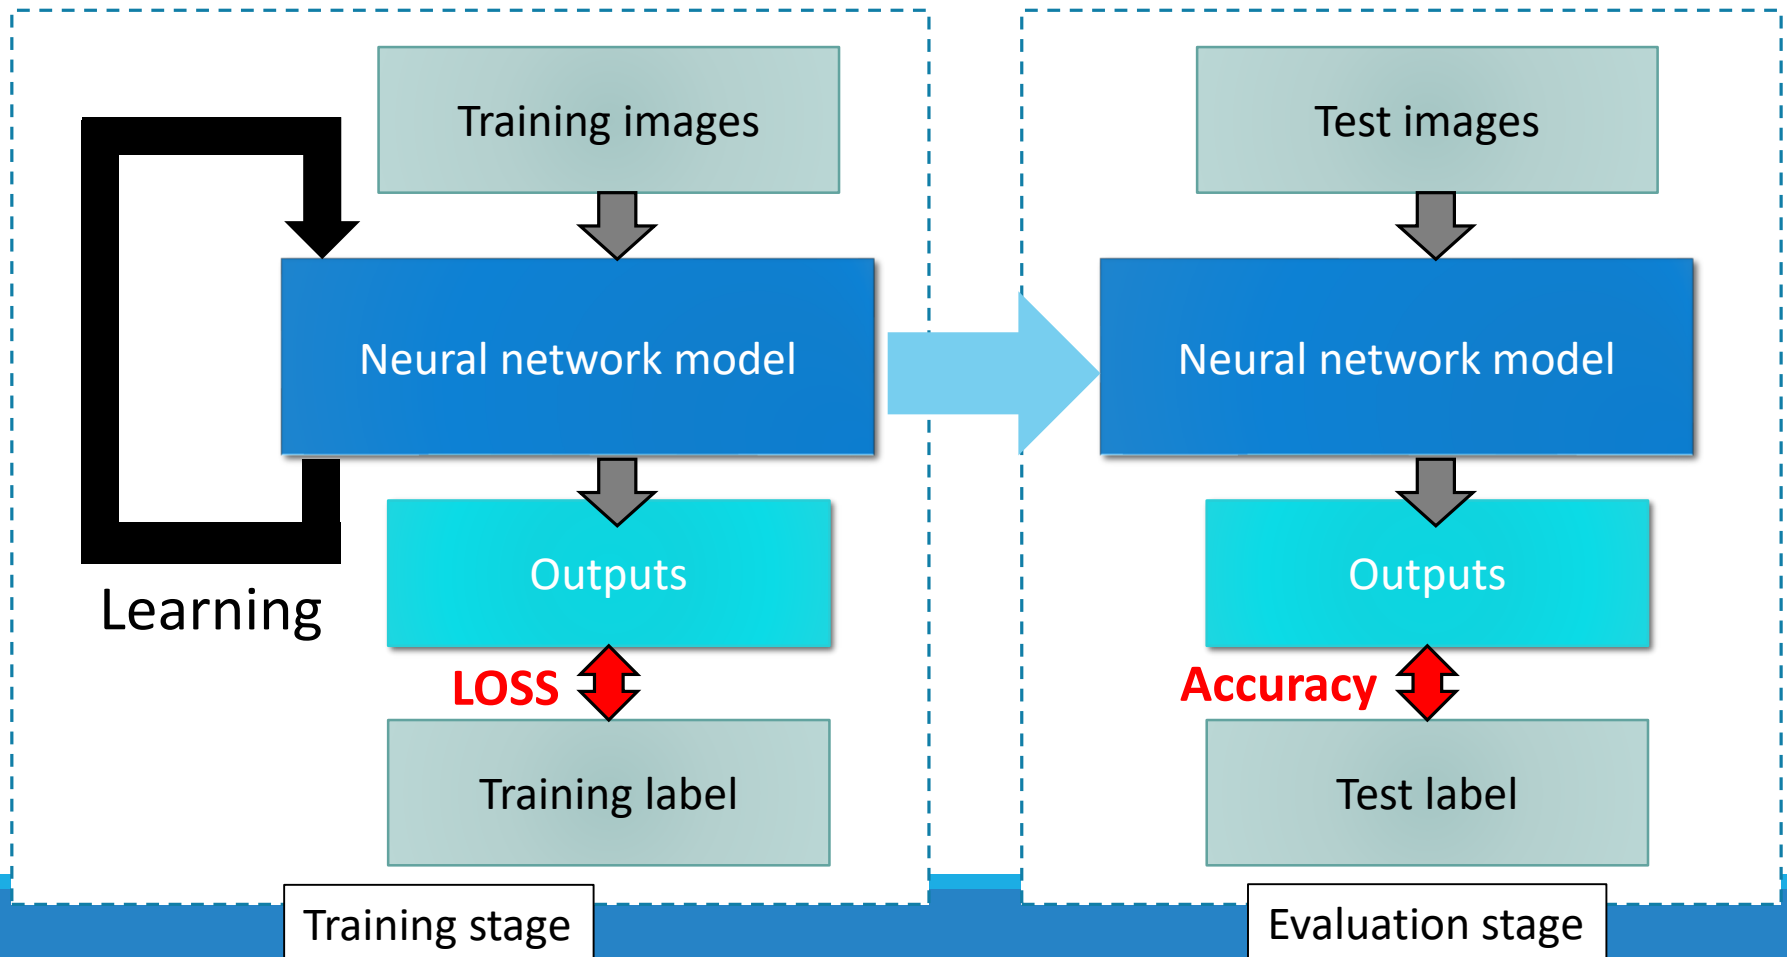 Training images
Neural network model
Outputs
Learning
LOSS
Training label
Training stage
Test images
Neural network model
Outputs
Accuracy
Test label
Evaluation stage